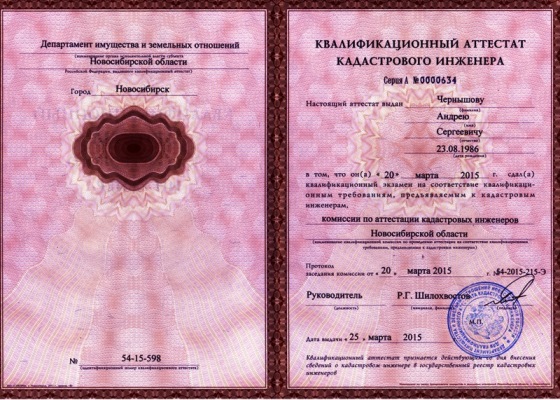 Департамент имущества и земельных отношений
(наименование органа исполнительной власти субъекта
Новосибирской области
Российской Федерации, выдавшего квалификационный аттестат)
Город Новосибирск
№ 54-15-598
(идентификационный номер квалификационного аттестата)
КВАЛИФИКАЦИОННЫЙ АТТЕСТАТ
КАДАСТРОВОГО ИНЖЕНЕРА
Серия А №0000634
Настоящий аттестат выдан Чернышову
(фамилия)
Андрею
(имя)
Сергеевичу
(отчество)
23.08.1986
(дата рождения)
в том, что он(а) « 20 » марта 2015 г. сдал(а)
квалификационный экзамен на соответствие квалификаци-
онным требованиям, предъявляемым к кадастровым
инженерам,
комиссии по аттестации кадастровых инженеров
Новосибирской области
(наименование квалификационной комиссии по проведению аттестации на соответствие квалификационным
требованиям, предъявляемым к кадастровым инженерам)
Протокол
заседания комиссии от « 20 » марта 2015 г. № 54-2015-215-Э
Руководитель Р.Г. Шилохвостов
(должность)
М.П.
Дата выдачи « 25 » марта 2015
Квалификационный аттестат признается действующим со дня внесения
сведений о кадастровом инженере в государственный реестр кадастровых
инженеров